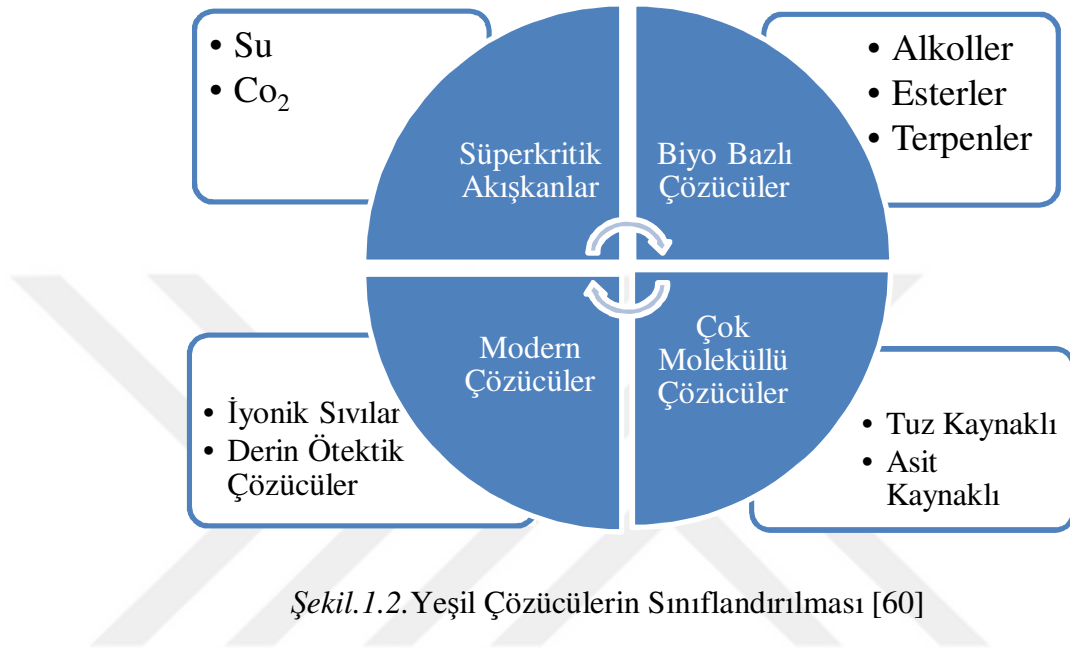 • Su
• Co₂
Süperkritik
Akışkanlar
Biyo Bazlı
Çözücüler
• Alkoller
• Esterler
• Terpenler
• İyonik Sıvılar
• Derin Ötektik
Çözücüler
Modern
Çözücüler
Çok
Moleküllü
Çözücüler
• Tuz Kaynaklı
• Asit
Kaynaklı
Şekil.1.2.Yeşil Çözücülerin Sınıflandırılması [60]